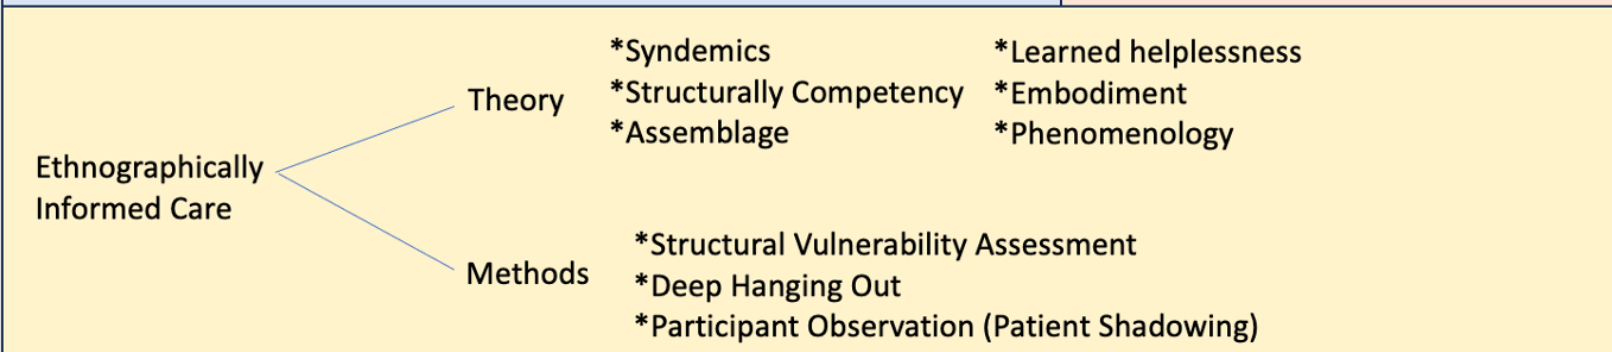 *Syndemics *Learned helplessness
Theory *Structurally Competency *Embodiment
*Assemblage *Phenomenology
Ethnographically
Informed Care
*Structural Vulnerability Assessment
Methods *Deep Hanging Out
*Participant Observation (Patient Shadowing)